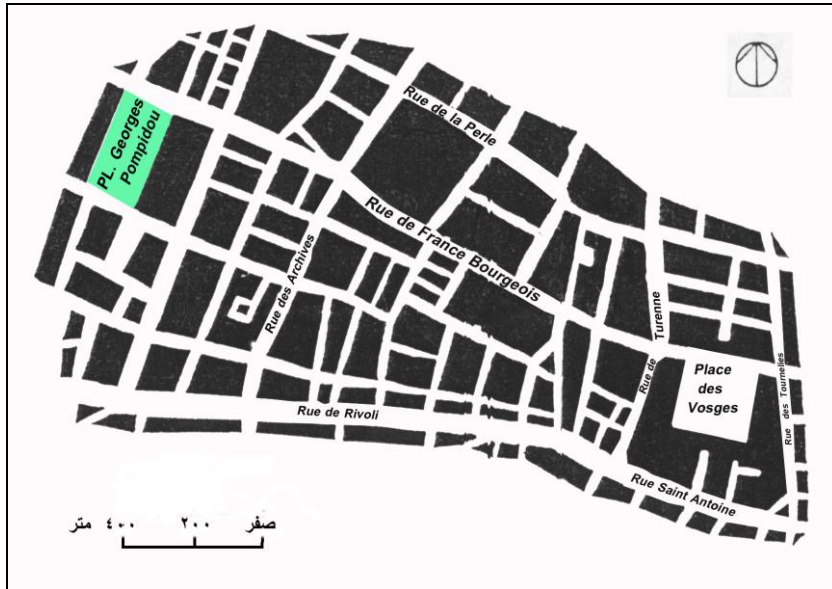 PL. Georges
Pompidou
Rue de la Perle
Rue de France Bourgeois
Rue des Archives
Rue de Turenne
Place
des
Vosges
Rue des Tournelles
Rue de Rivoli
Rue Saint Antoine
صفر ٢٠٠ ٤٠٠ متر